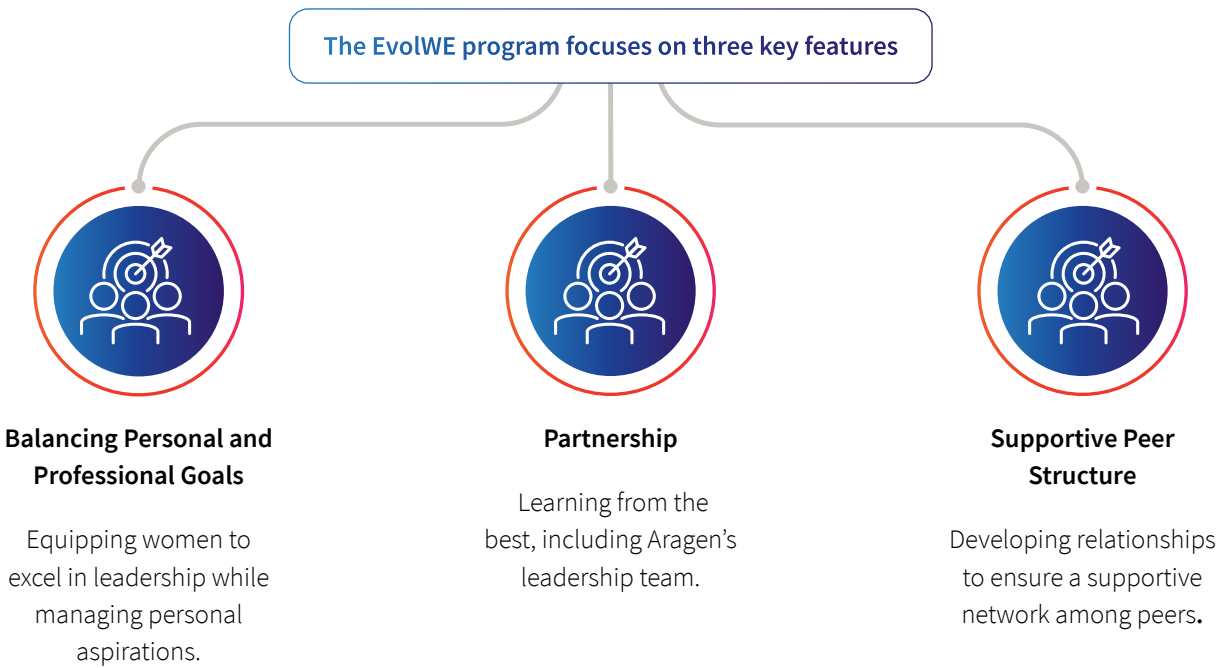 The EvolWE program focuses on three key features
Balancing Personal and
Professional Goals
Equipping women to
excel in leadership while
managing personal
aspirations.
Partnership
Learning from the
best, including Aragen’s
leadership team.
Supportive Peer
Structure
Developing relationships
to ensure a supportive
network among peers.